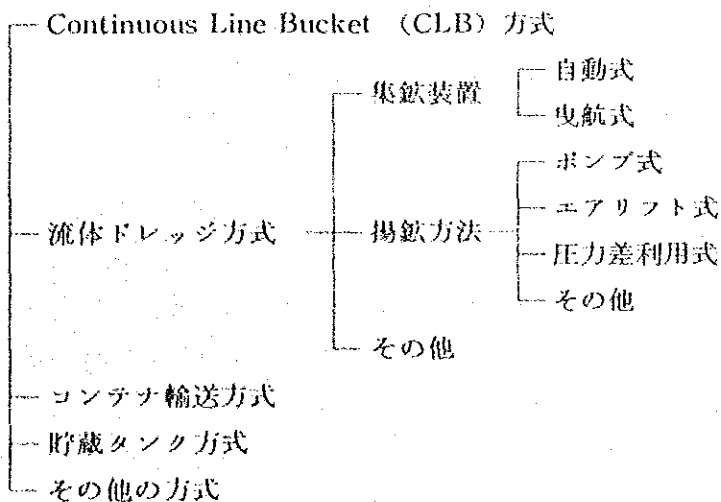 Continuous Line Bucket (CLB) 方式
集鉱装置
自動式
曳航式
流体ドレッジ方式
揚鉱方法
ポンプ式
エアリフト式
圧力差利用式
その他
その他
コンテナ輸送方式
貯蔵タンク方式
その他の方式